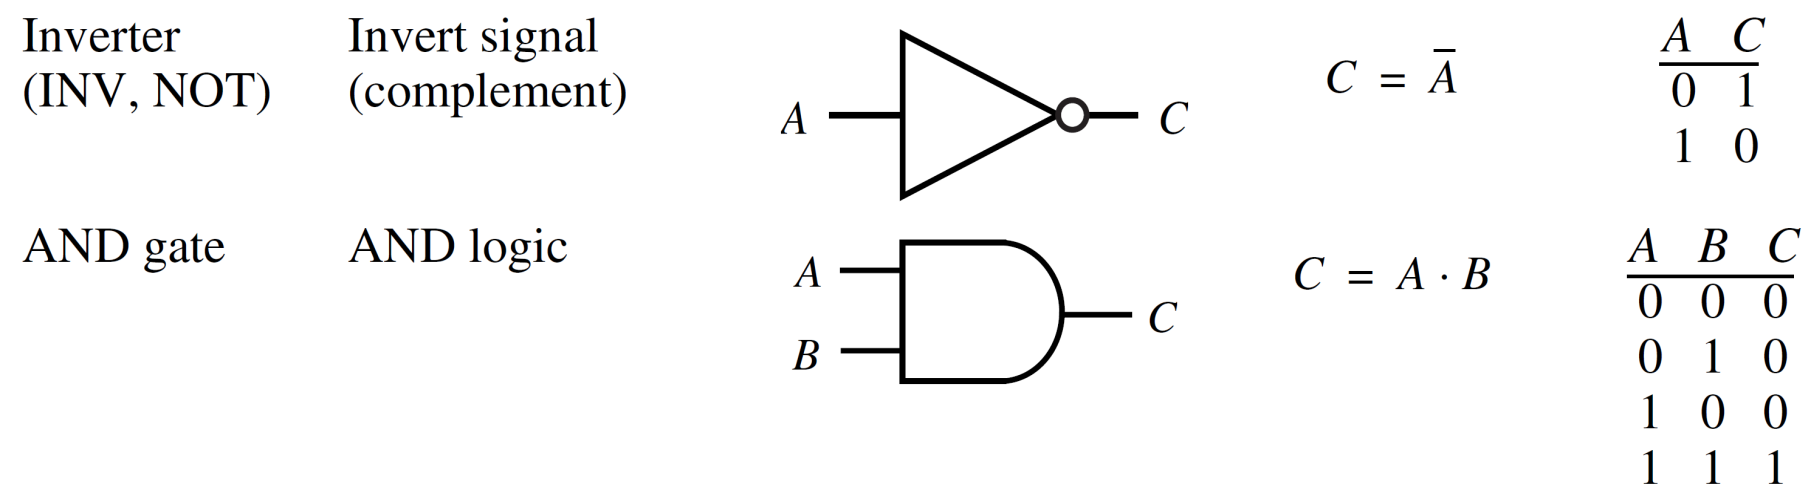 Inverter Invert signal
(INV, NOT) (complement)
A C
C = A̅
A C
0 1
1 0
AND gate AND logic
A
B
C
C = A · B
A B C
0 0 0
0 1 0
1 0 0
1 1 1